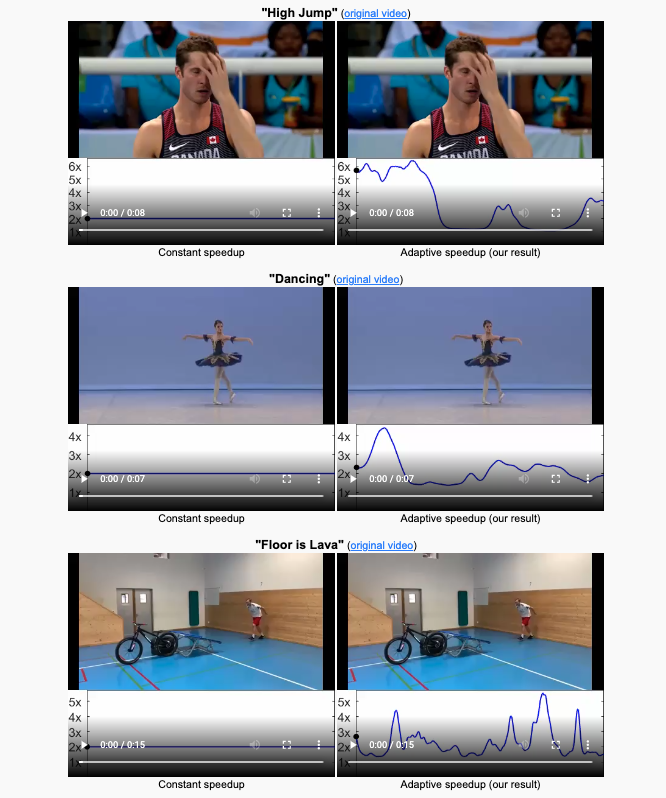 "High Jump" (original video)
CANADA
6x
5x
4x
3x
2x
1x
0:00 / 0:08
6x
5x
4x
3x
2x
1x
0:00 / 0:08
Constant speedup
Adaptive speedup (our result)
"Dancing" (original video)
4x
3x
2x
1x
0:00 / 0:07
4x
3x
2x
1x
0:00 / 0:07
Constant speedup
Adaptive speedup (our result)
"Floor is Lava" (original video)
5x
4x
3x
2x
1x
0:00 / 0:15
5x
4x
3x
2x
1x
0:00 / 0:15
Constant speedup
Adaptive speedup (our result)